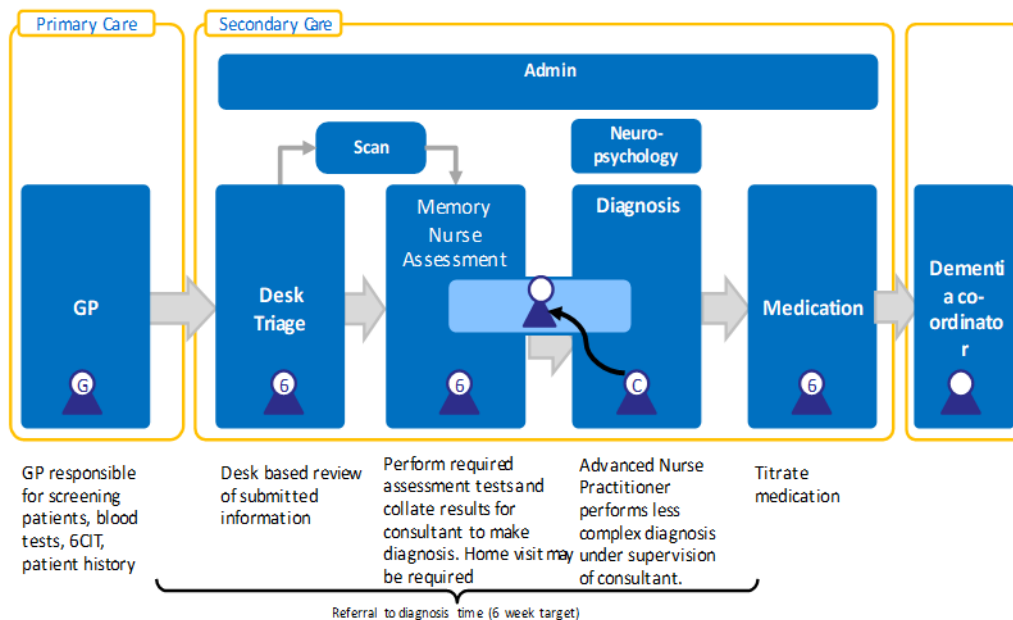 Primary Care
Secondary Care
Admin
Scan
Neuro-
psychology
GP
G
Desk
Triage
6
Memory
Nurse
Assessment
6
Diagnosis
C
Medication
6
Dementi
a co-
ordinato
r
GP responsible
for screening
patients, blood
tests, 6CIT,
patient history
Desk based review
of submitted
information
Perform required
assessment tests and
collate results for
consultant to make
diagnosis. Home visit may
be required
Advanced Nurse
Practitioner
performs less
complex diagnosis
under supervision
of consultant.
Titrate
medication
Referral to diagnosis time (6 week target)